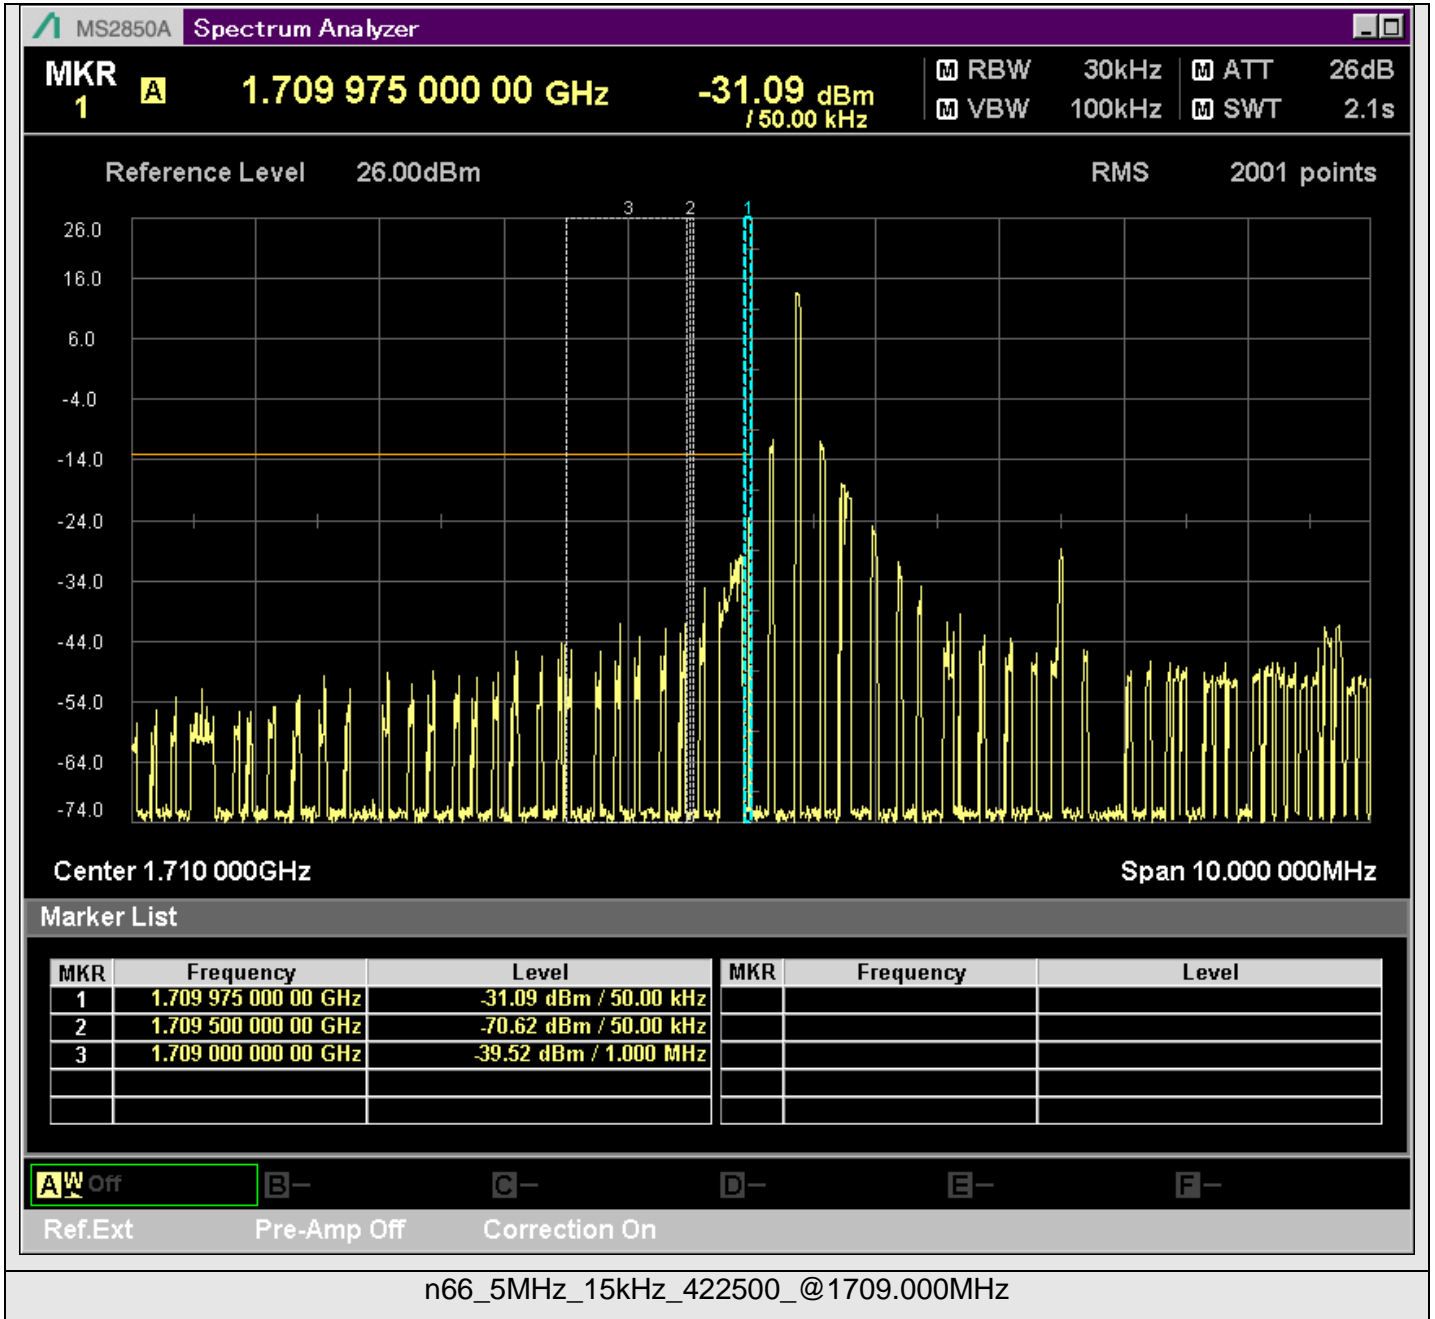 MS2850A Spectrum Analyzer
MKR 1 A 1.709 975 000 00 GHz -31.09 dBm / 50.00 kHz
M RBW 30kHz M ATT 26dB
M VBW 100kHz M SWT 2.1s
Reference Level 26.00dBm RMS 2001 points
3 2 1
26.0
16.0
6.0
-4.0
-14.0
-24.0
-34.0
-44.0
-54.0
-64.0
-74.0
Center 1.710 000GHz Span 10.000 000MHz
Marker List
MKR Frequency Level MKR Frequency Level
1 1.709 975 000 00 GHz -31.09 dBm / 50.00 kHz
2 1.709 500 000 00 GHz -70.62 dBm / 50.00 kHz
3 1.709 000 000 00 GHz -39.52 dBm / 1.000 MHz
A W Off B — C — D — E — F —
Ref.Ext Pre-Amp Off Correction On
n66_5MHz_15kHz_422500_@1709.000MHz